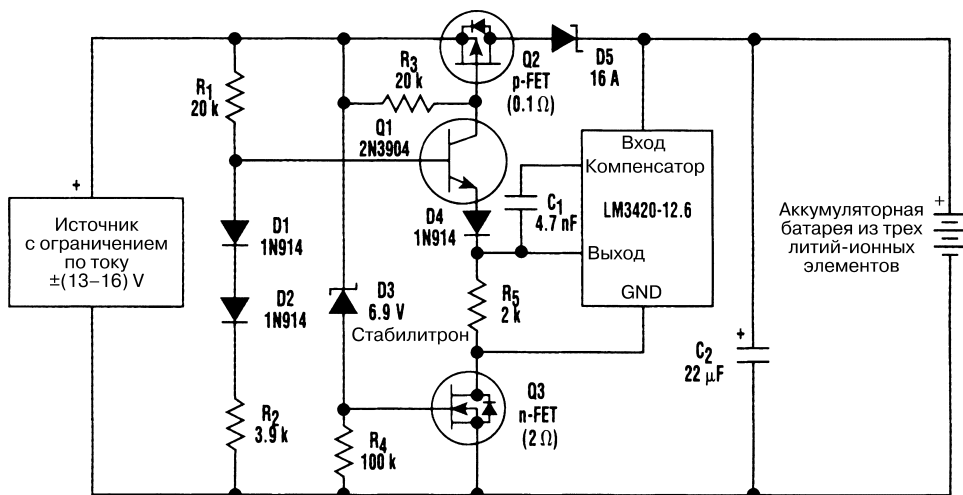 R1
20 k
R3
20 k
Q2
p-FET
(0.1 Ω)
D5
16 A
Q1
2N3904
Вход
Компенсатор
LM3420-12.6
Выход
GND
+
Источник
с ограничением
по току
±(13–16) V
D1
1N914
D2
1N914
D4
1N914
C1
4.7 nF
D3
6.9 V
Стабилитрон
R5
2 k
+
Аккумуляторная
батарея из трех
литий-ионных
элементов
+
C2
22 µF
Q3
n-FET
(2 Ω)
R2
3.9 k
R4
100 k